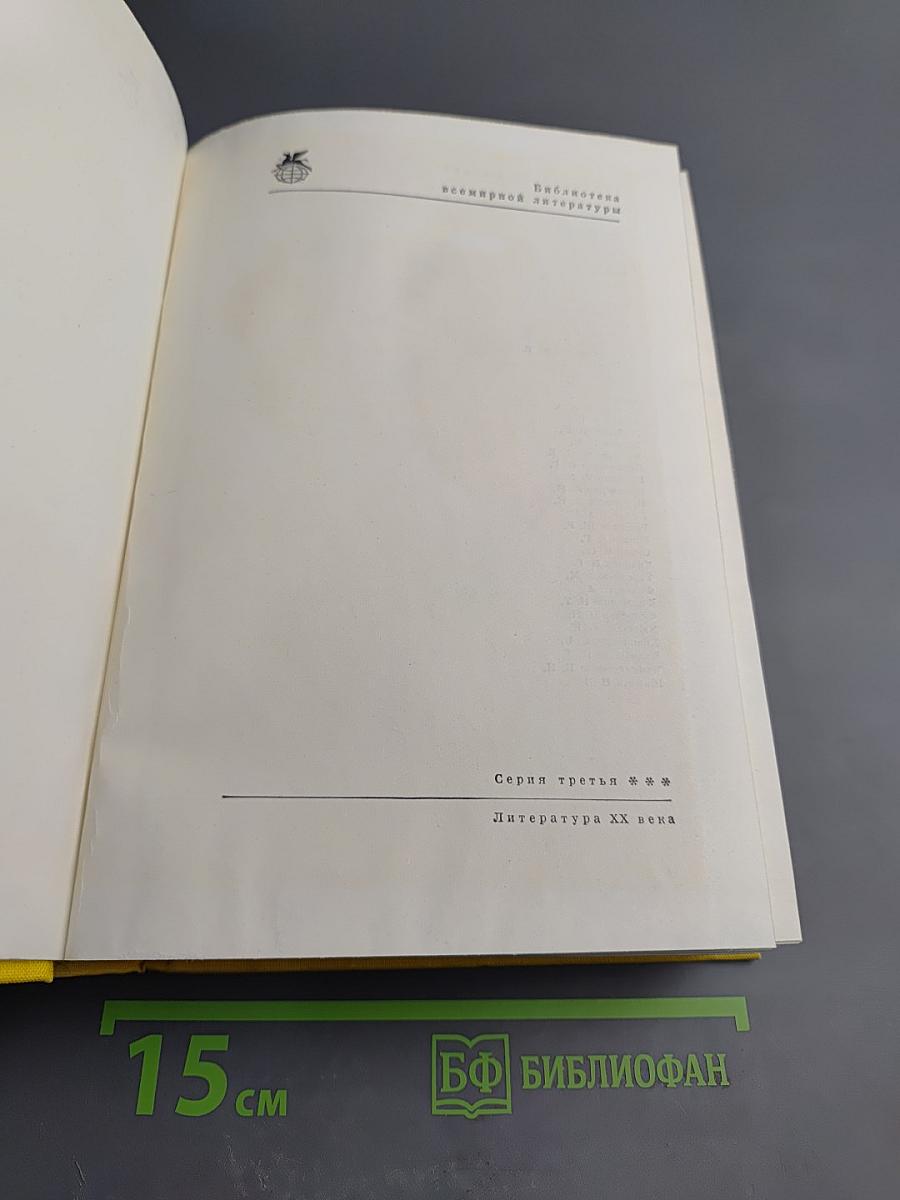 Библиотека
всемирной литературы
Серия третья ***
Литература XX века
15 см
БФ БИБЛИОФАН